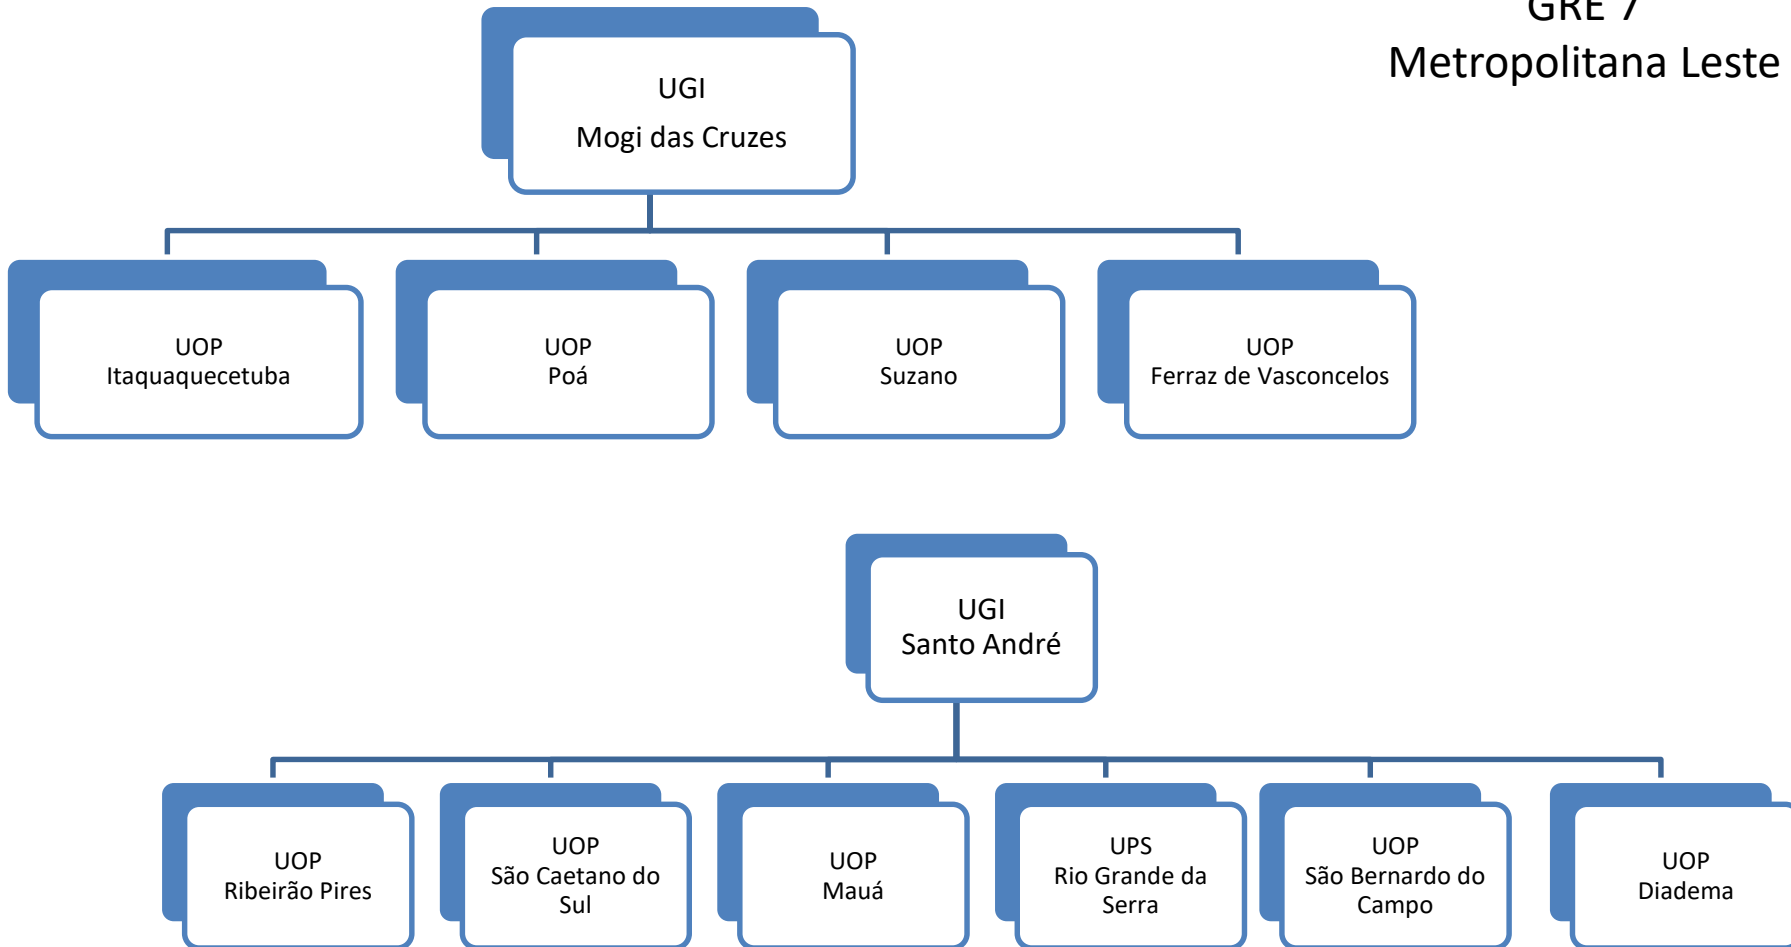 GRE 7
Metropolitana Leste
UGI
Mogi das Cruzes
UOP
Itaquaquecetuba
UOP
Poá
UOP
Suzano
UOP
Ferraz de Vasconcelos
UGI
Santo André
UOP
Ribeirão Pires
UOP
São Caetano do
Sul
UOP
Mauá
UPS
Rio Grande da
Serra
UOP
São Bernardo do
Campo
UOP
Diadema